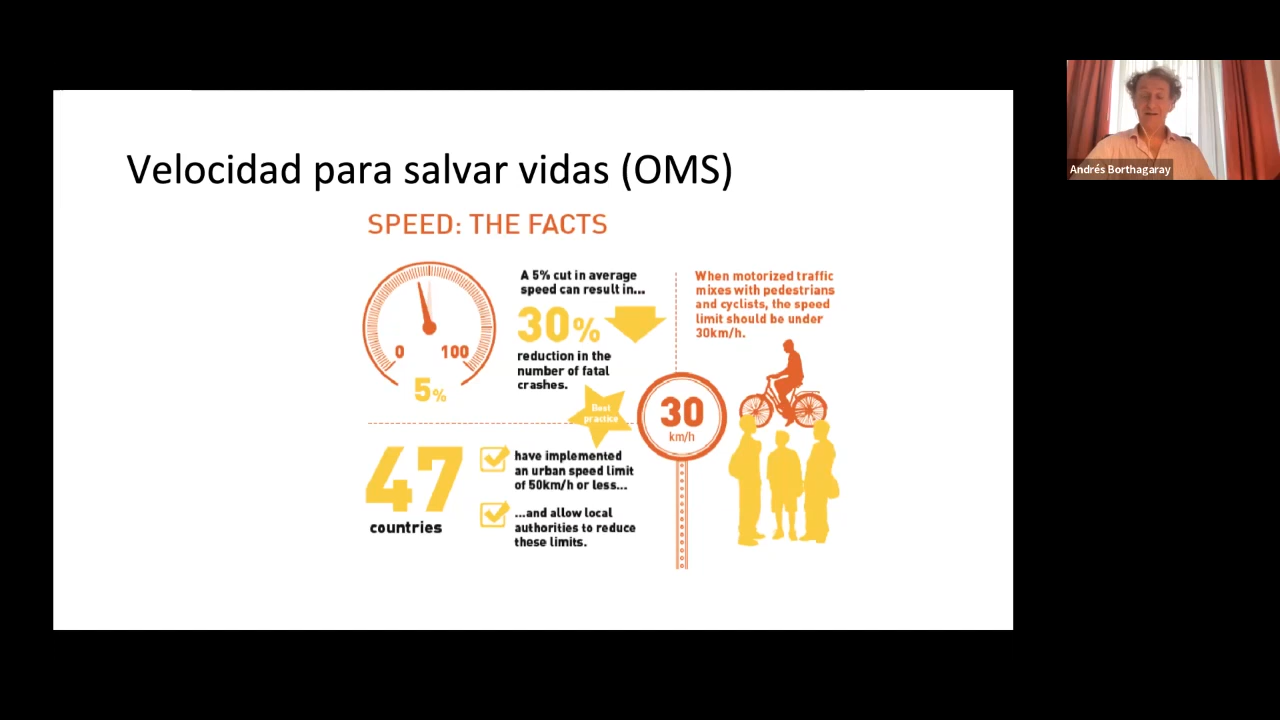 Velocidad para salvar vidas (OMS)
SPEED: THE FACTS
0
100
5%
A 5% cut in average
speed can result in...
30%
reduction in the
number of fatal
crashes.
When motorized traffic
mixes with pedestrians
and cyclists, the speed
limit should be under
30km/h.
Best
practice
30
km/h
47
countries
have implemented
an urban speed limit
of 50km/h or less...
...and allow local
authorities to reduce
these limits.
Andrés Borthagaray